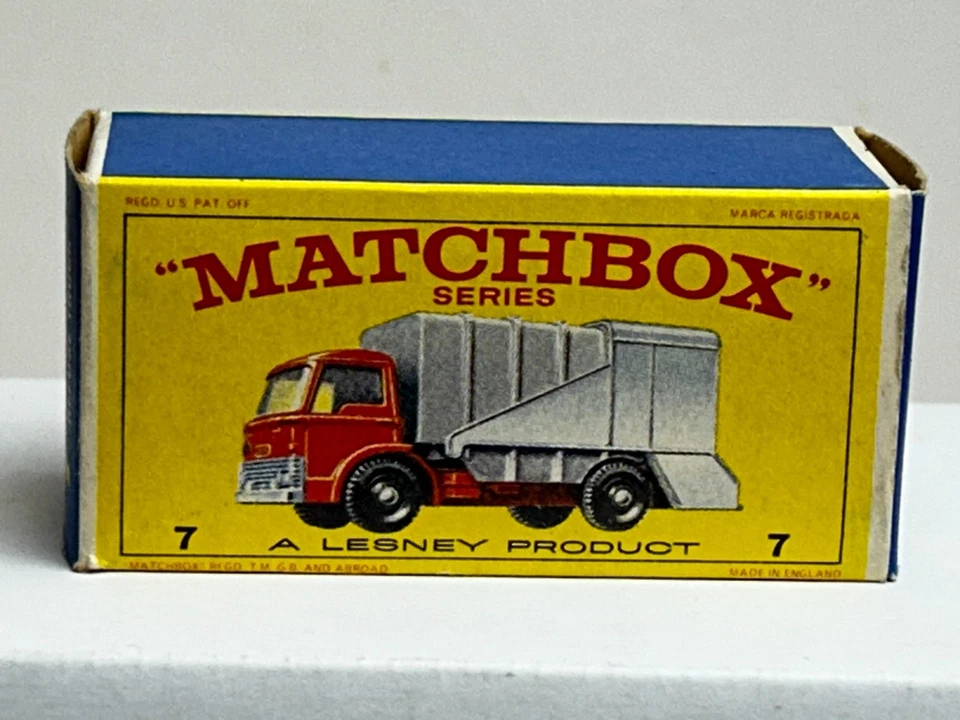 REGD. U.S. PAT. OFF.
MARCA REGISTRADA
"MATCHBOX"
SERIES
7
A LESNEY PRODUCT
7
"MATCHBOX" REGD. T.M. G.B. AND ABROAD
MADE IN ENGLAND